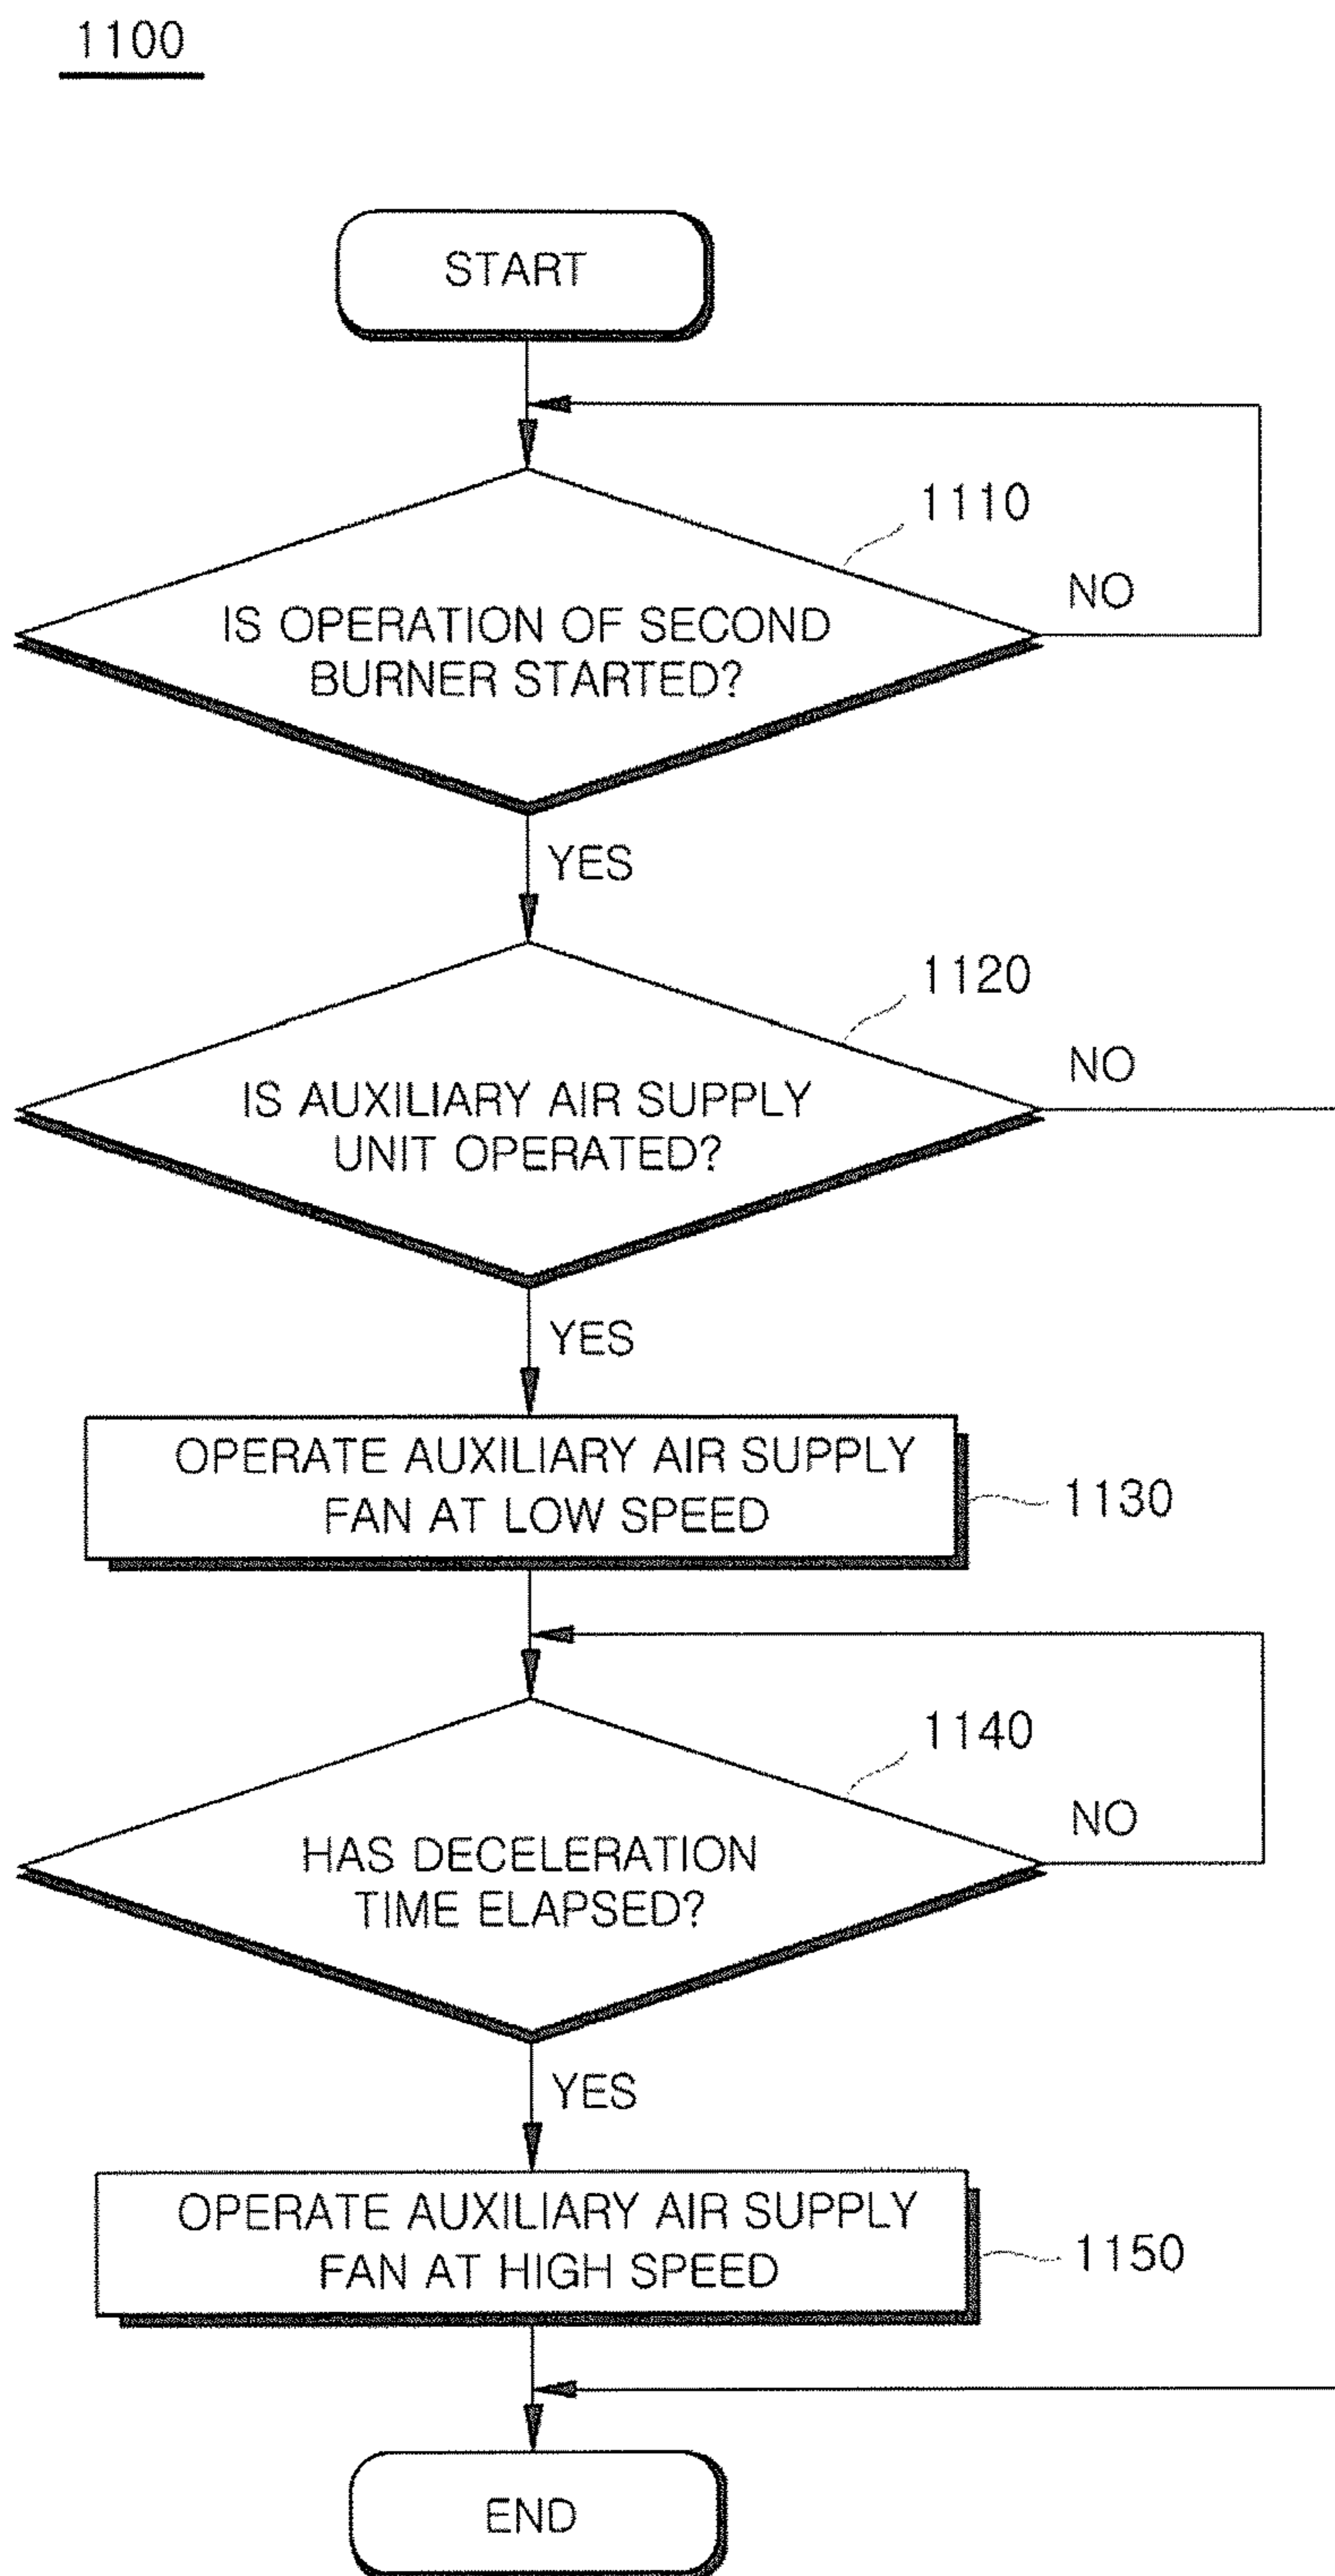 1100
START
1110
NO
IS OPERATION OF SECOND
BURNER STARTED?
YES
1120
NO
IS AUXILIARY AIR SUPPLY
UNIT OPERATED?
YES
OPERATE AUXILIARY AIR SUPPLY
FAN AT LOW SPEED
1130
1140
NO
HAS DECELERATION
TIME ELAPSED?
YES
OPERATE AUXILIARY AIR SUPPLY
FAN AT HIGH SPEED
1150
END